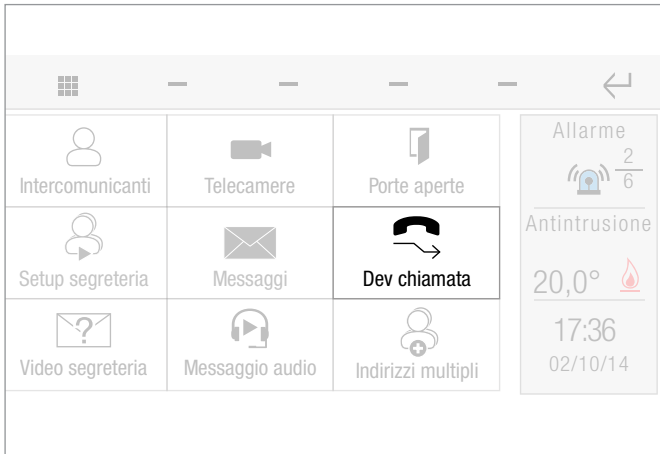 Intercomunicanti
Telecamere
Porte aperte
Setup segreteria
Messaggi
Dev chiamata
?
Video segreteria
Messaggio audio
Indirizzi multipli
Allarme
2
6
Antintrusione
20,0°
17:36
02/10/14